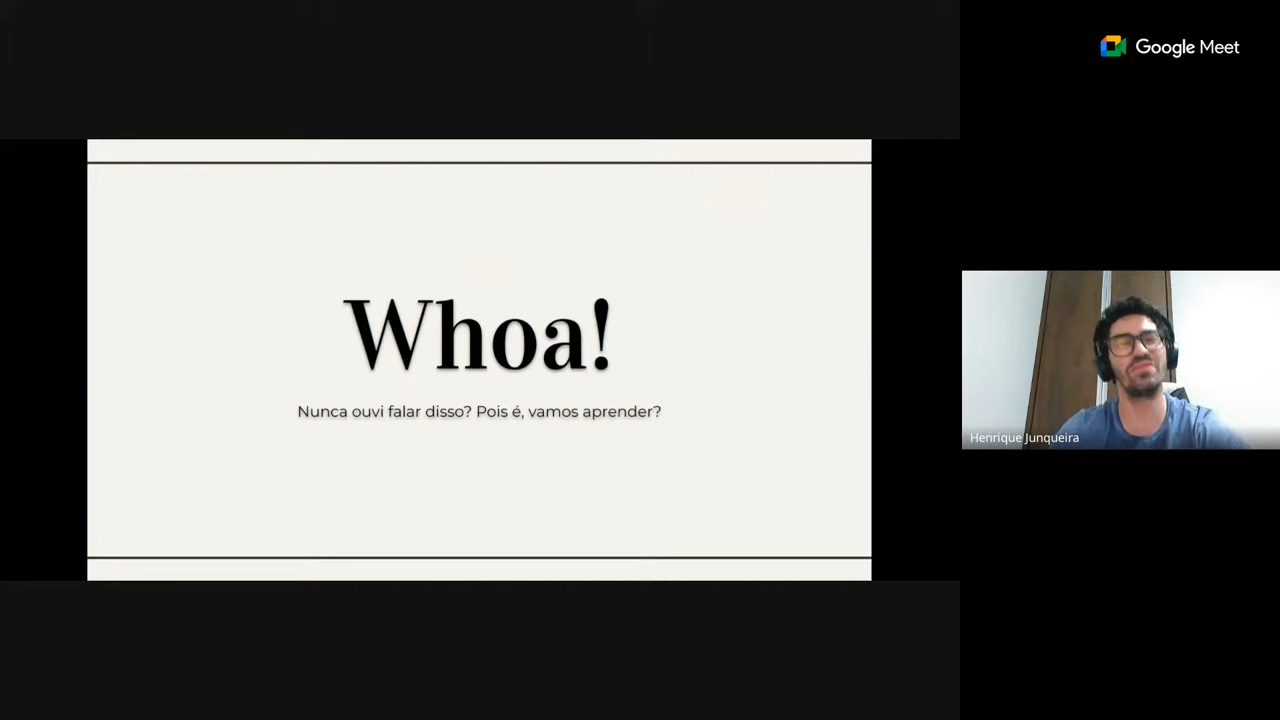 Google Meet
Whoa!
Nunca ouvi falar disso? Pois é, vamos aprender?
Henrique Junqueira